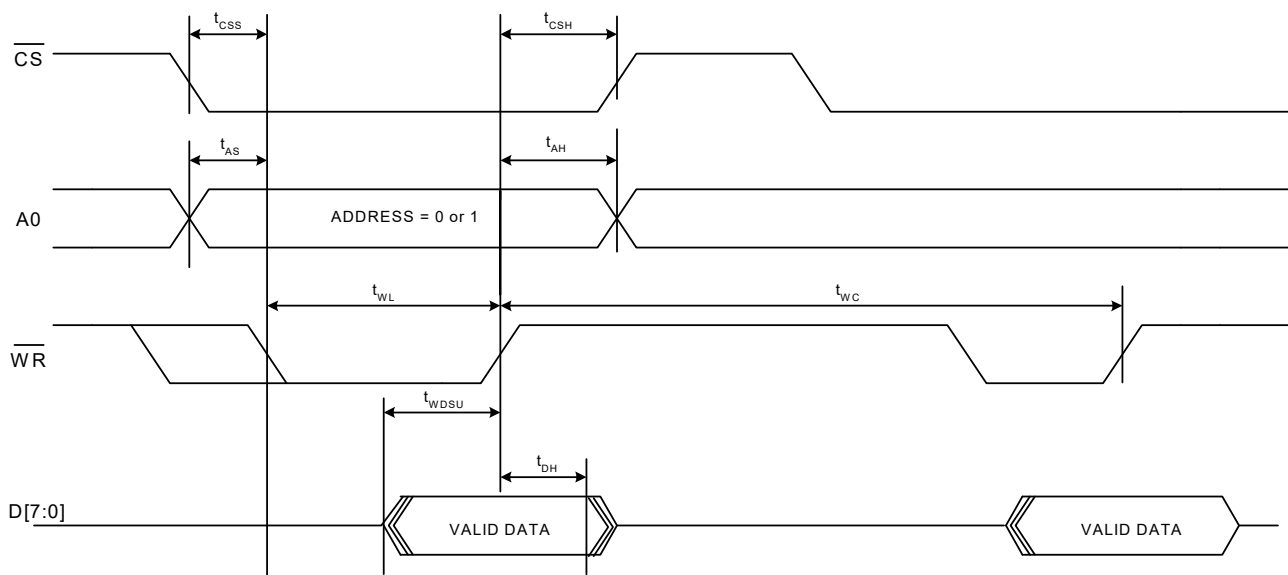 tCSS
tCSH
CS
tAS
tAH
A0
ADDRESS = 0 or 1
tWL
tWC
WR
tWDSU
tDH
D[7:0]
VALID DATA
VALID DATA